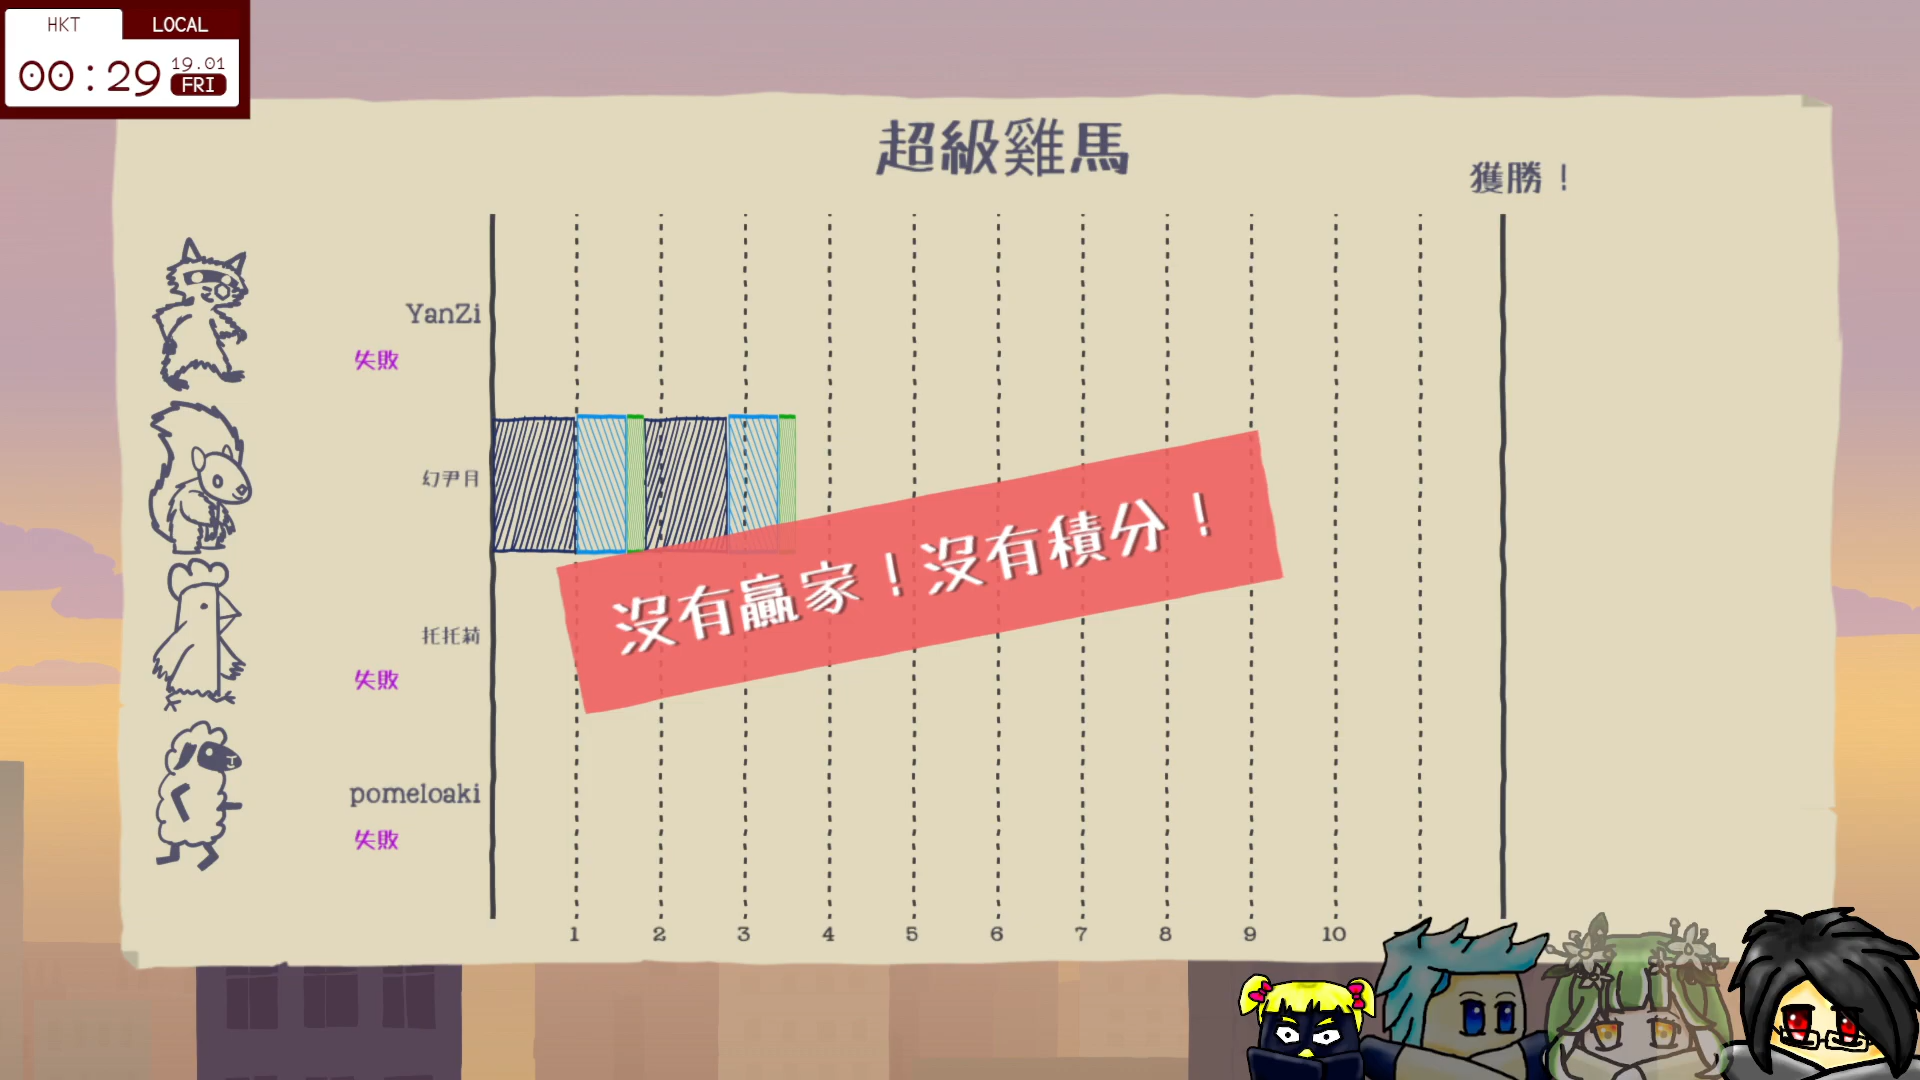 HKT LOCAL
00:29 19.01 FRI
超級雞馬
獲勝！
YanZi
失敗
幻尹月
托托莉
失敗
pomeloaki
失敗
沒有贏家！沒有積分！
1 2 3 4 5 6 7 8 9 10